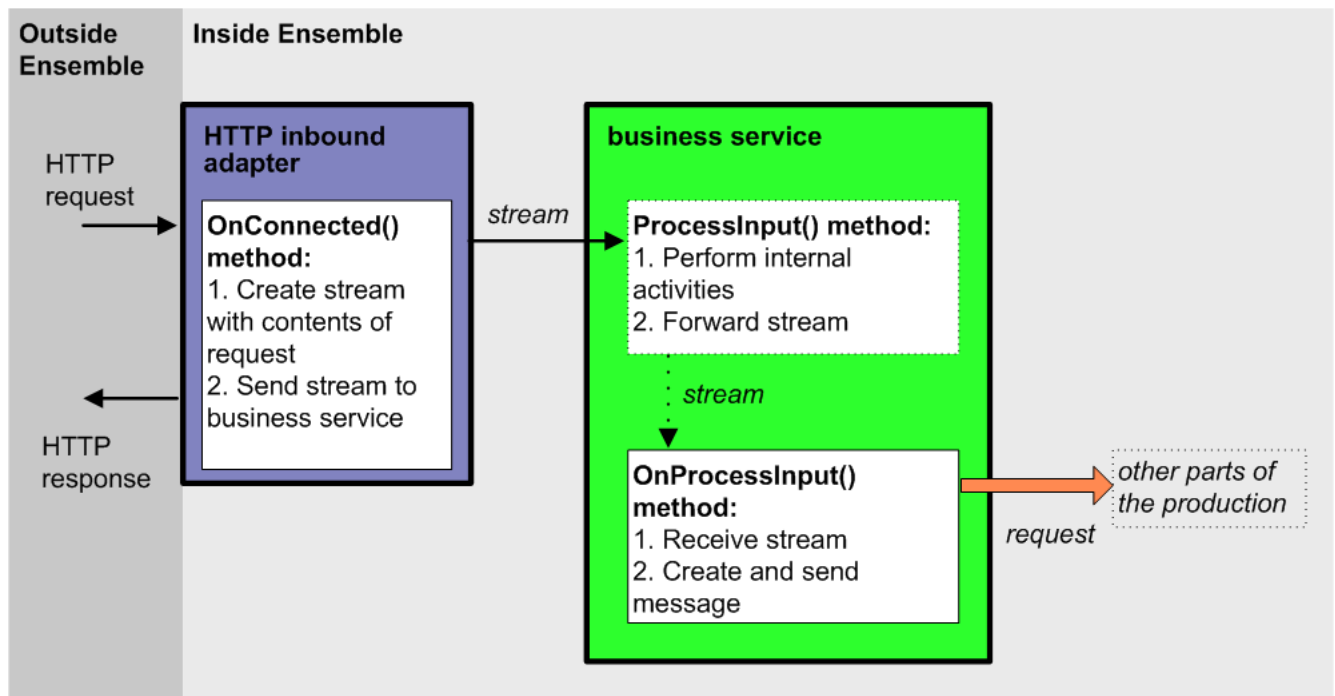 Outside
Ensemble
Inside Ensemble
HTTP
request
HTTP
response
HTTP inbound
adapter
OnConnected()
method:
1. Create stream
with contents of
request
2. Send stream to
business service
stream
business service
ProcessInput() method:
1. Perform internal
activities
2. Forward stream
stream
OnProcessInput()
method:
1. Receive stream
2. Create and send
message
request
other parts of
the production